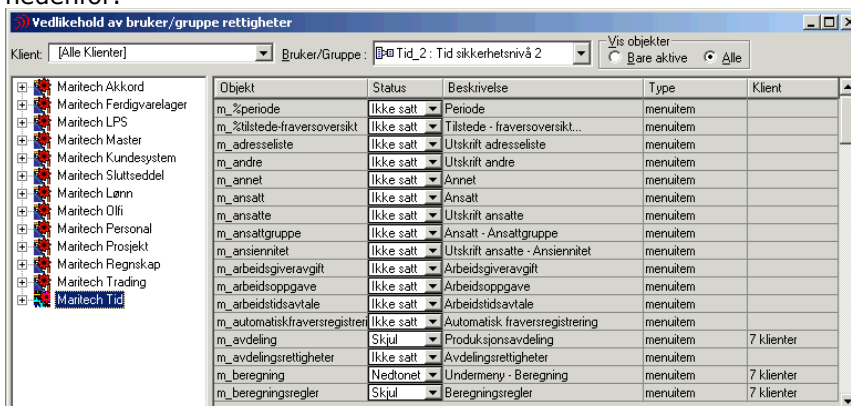 nedenfor:
Vedlikehold av bruker/gruppe rettigheter
Klient: [Alle Klienter] Bruker/Gruppe: Tid_2 : Tid sikkerhetsnivå 2 Vis objekter Bare aktive Alle
Maritech Akkord
Maritech Ferdigvarelager
Maritech LPS
Maritech Master
Maritech Kundesystem
Maritech Sluttseddel
Maritech Lønn
Maritech Olfi
Maritech Personal
Maritech Prosjekt
Maritech Regnskap
Maritech Trading
Maritech Tid
Objekt Status Beskrivelse Type Klient
m_%periode Ikke satt Periode menuitem
m_%tilstede-fraversoversikt Ikke satt Tilstede - fraversoversikt... menuitem
m_adresseliste Ikke satt Utskrift adresseliste menuitem
m_andre Ikke satt Utskrift andre menuitem
m_annet Ikke satt Annet menuitem
m_ansatt Ikke satt Ansatt menuitem
m_ansatte Ikke satt Utskrift ansatte menuitem
m_ansattgruppe Ikke satt Ansatt - Ansattgruppe menuitem
m_ansiennitet Ikke satt Utskrift ansatte - Ansiennitet menuitem
m_arbeidsgiveravgift Ikke satt Arbeidsgiveravgift menuitem
m_arbeidsoppgave Ikke satt Arbeidsoppgave menuitem
m_arbeidstidsavtale Ikke satt Arbeidstidsavtale menuitem
m_automatiskfraversregistreri Ikke satt Automatisk fraversregistrering menuitem
m_avdeling Skjul Produksjonsavdeling menuitem 7 klienter
m_avdelingsrettigheter Ikke satt Avdelingsrettigheter menuitem
m_beregning Nedtonet Undermeny - Beregning menuitem 7 klienter
m_beregningsregler Skjul Beregningsregler menuitem 7 klienter